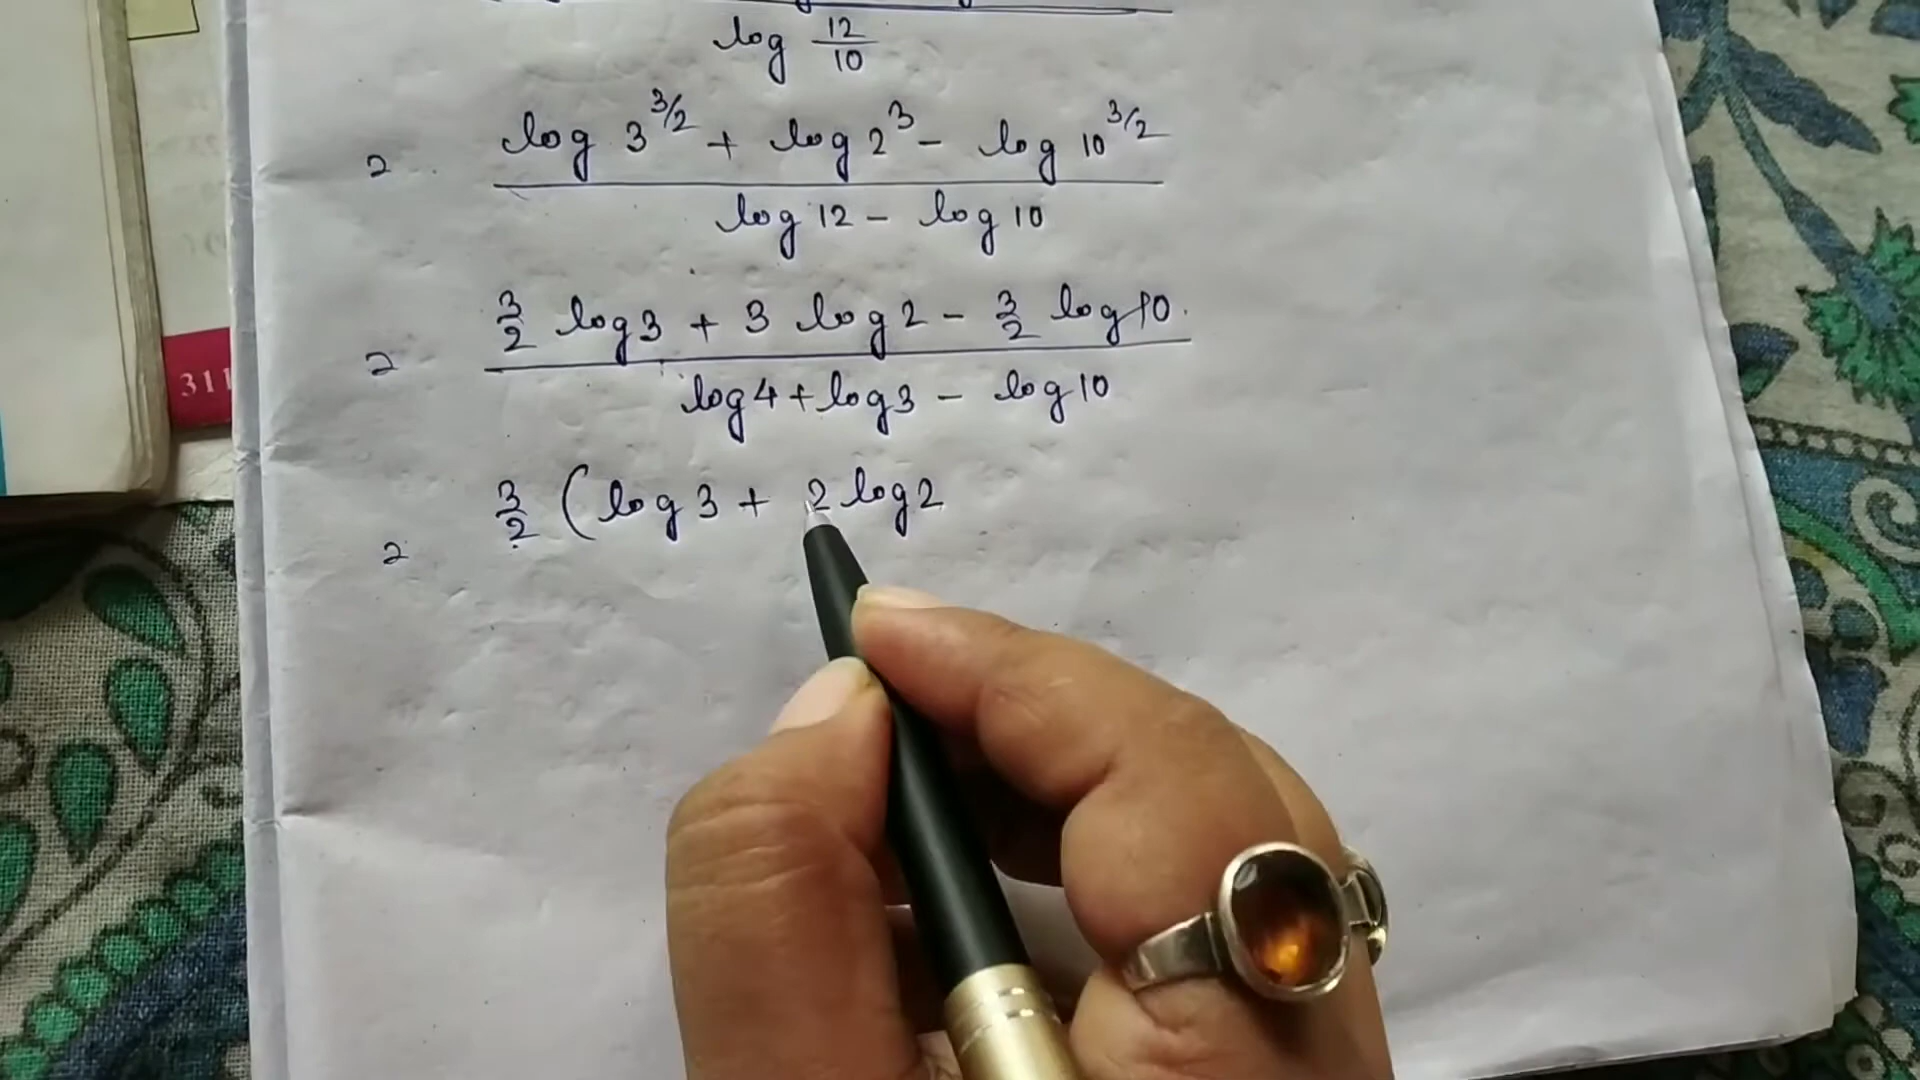 log 12/10
= log 3^3/2 + log 2^3 - log 10^3/2
log 12 - log 10
= 3/2 log 3 + 3 log 2 - 3/2 log 10
log 4 + log 3 - log 10
= 3/2 ( log 3 + 2 log 2
311